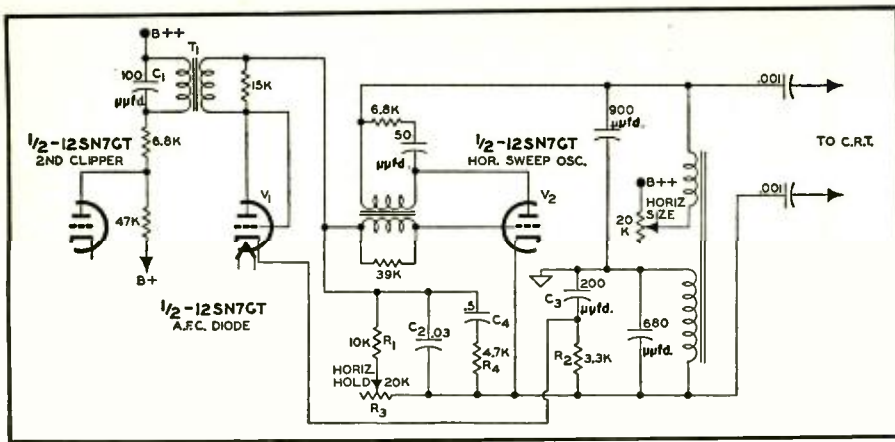 B++
T1
100
C1
µµfd.
15K
6.8K
1/2-12SN7GT
2ND CLIPPER
47K
B+
V1
1/2-12SN7GT
A.F.C. DIODE
6.8K
50
µµfd.
1/2-12SN7GT
HOR. SWEEP OSC.
V2
39K
900
µµfd.
.001
TO C.R.T.
B++
HORIZ
SIZE
20
K
.001
10K
R1
C2
.03
.5
C4
4.7K
R4
HORIZ
HOLD
20K
R3
200
C3
µµfd.
R2
3.3K
680
µµfd.